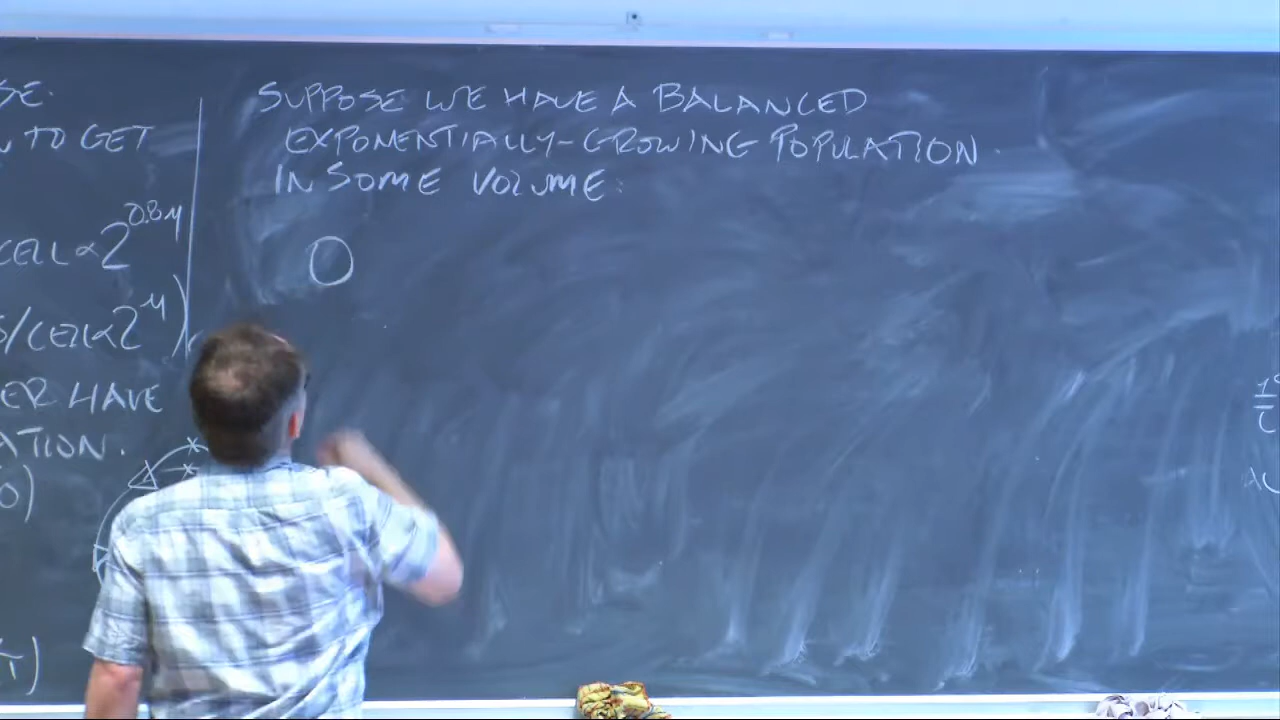 SE.
TO GET
CELL ∝ 2^0.8μ
/CELL ∝ 2^μ)
ER HAVE
ATION.
0)
T)
SUPPOSE WE HAVE A BALANCED
EXPONENTIALLY-GROWING POPULATION
IN SOME VOLUME: